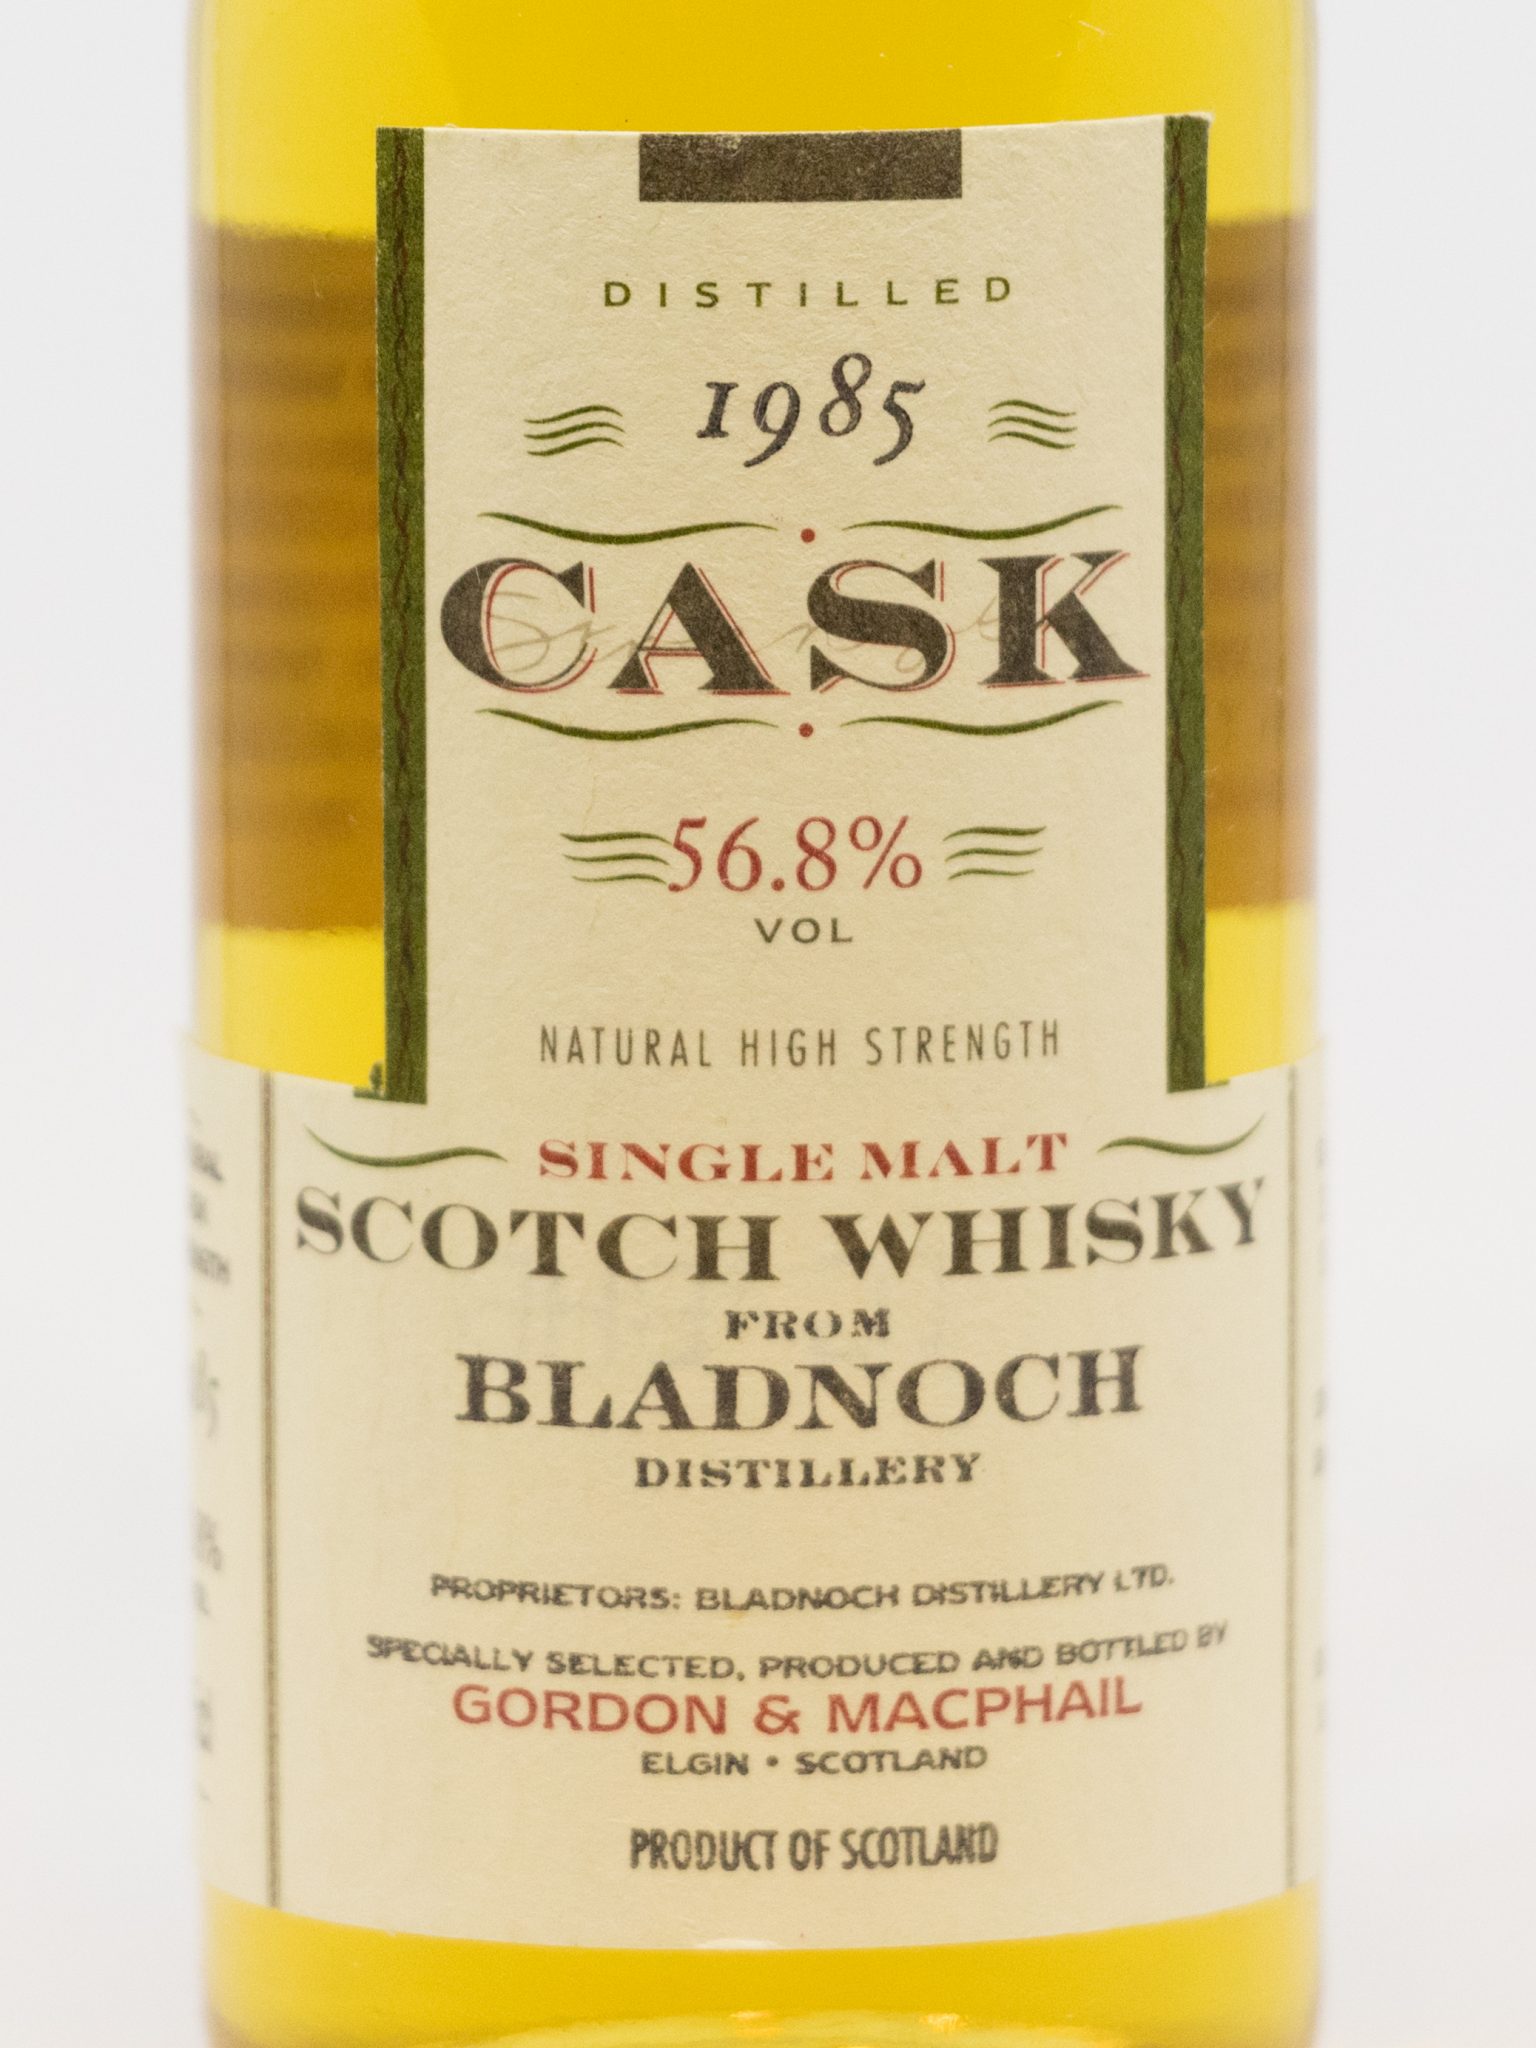 DISTILLED
1985
CASK
56.8%
VOL
NATURAL HIGH STRENGTH
SINGLE MALT
SCOTCH WHISKY
FROM
BLADNOCH
DISTILLERY
PROPRIETORS: BLADNOCH DISTILLERY LTD.
SPECIALLY SELECTED, PRODUCED AND BOTTLED BY
GORDON & MACPHAIL
ELGIN • SCOTLAND
PRODUCT OF SCOTLAND